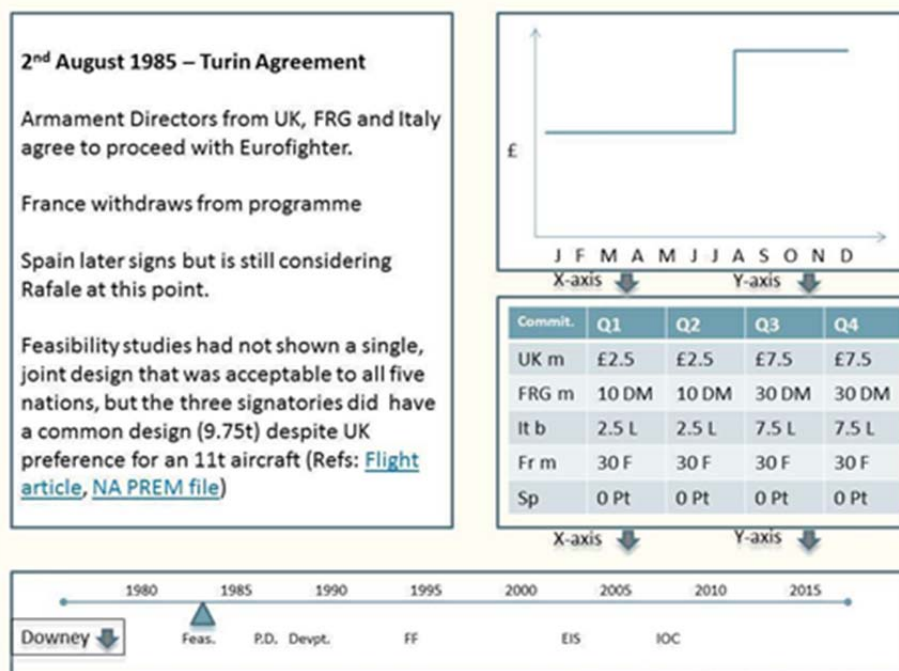 2nd August 1985 – Turin Agreement
Armament Directors from UK, FRG and Italy
agree to proceed with Eurofighter.
France withdraws from programme
Spain later signs but is still considering
Rafale at this point.
Feasibility studies had not shown a single,
joint design that was acceptable to all five
nations, but the three signatories did have
a common design (9.75t) despite UK
preference for an 11t aircraft (Refs: Flight
article, NA PREM file)
£
J F M A M J J A S O N D
X-axis Y-axis
Commit. Q1 Q2 Q3 Q4
UK m £2.5 £2.5 £7.5 £7.5
FRG m 10 DM 10 DM 30 DM 30 DM
It b 2.5 L 2.5 L 7.5 L 7.5 L
Fr m 30 F 30 F 30 F 30 F
Sp 0 Pt 0 Pt 0 Pt 0 Pt
X-axis Y-axis
1980 1985 1990 1995 2000 2005 2010 2015
Downey Feas. P.D. Devpt. FF EIS IOC